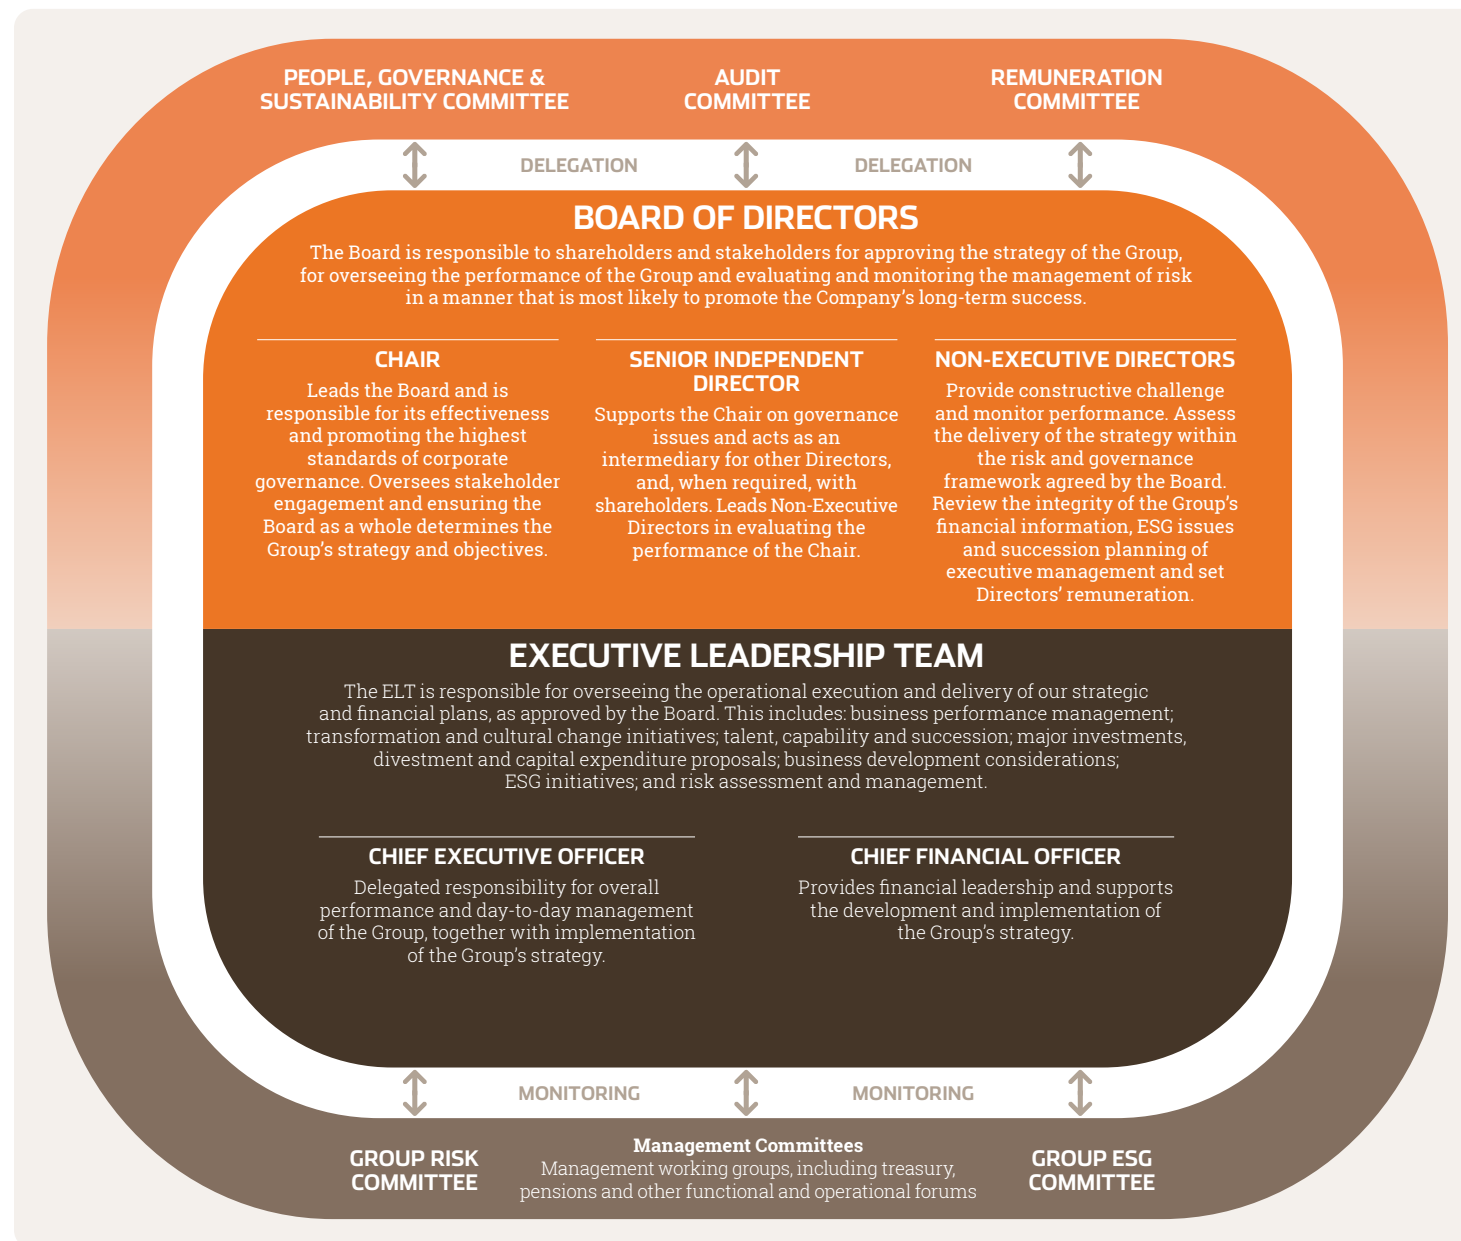 PEOPLE, GOVERNANCE &
SUSTAINABILITY COMMITTEE
AUDIT
COMMITTEE
REMUNERATION
COMMITTEE
DELEGATION
DELEGATION
BOARD OF DIRECTORS
The Board is responsible to shareholders and stakeholders for approving the strategy of the Group,
for overseeing the performance of the Group and evaluating and monitoring the management of risk
in a manner that is most likely to promote the Company’s long-term success.
CHAIR
Leads the Board and is
responsible for its effectiveness
and promoting the highest
standards of corporate
governance. Oversees stakeholder
engagement and ensuring the
Board as a whole determines the
Group’s strategy and objectives.
SENIOR INDEPENDENT
DIRECTOR
Supports the Chair on governance
issues and acts as an
intermediary for other Directors,
and, when required, with
shareholders. Leads Non-Executive
Directors in evaluating the
performance of the Chair.
NON-EXECUTIVE DIRECTORS
Provide constructive challenge
and monitor performance. Assess
the delivery of the strategy within
the risk and governance
framework agreed by the Board.
Review the integrity of the Group’s
financial information, ESG issues
and succession planning of
executive management and set
Directors’ remuneration.
EXECUTIVE LEADERSHIP TEAM
The ELT is responsible for overseeing the operational execution and delivery of our strategic
and financial plans, as approved by the Board. This includes: business performance management;
transformation and cultural change initiatives; talent, capability and succession; major investments,
divestment and capital expenditure proposals; business development considerations;
ESG initiatives; and risk assessment and management.
CHIEF EXECUTIVE OFFICER
Delegated responsibility for overall
performance and day-to-day management
of the Group, together with implementation
of the Group’s strategy.
CHIEF FINANCIAL OFFICER
Provides financial leadership and supports
the development and implementation of
the Group’s strategy.
MONITORING
MONITORING
GROUP RISK
COMMITTEE
Management Committees
Management working groups, including treasury,
pensions and other functional and operational forums
GROUP ESG
COMMITTEE